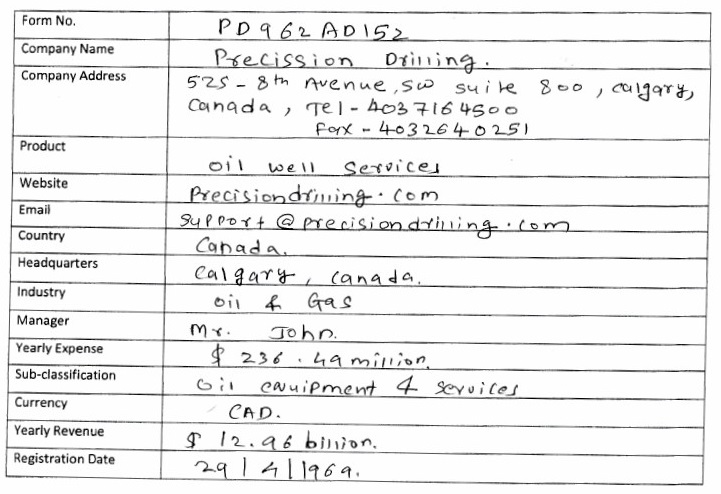 Form No. PD962AD152
Company Name Precission Drilling.
Company Address 525 - 8th Avenue, SW suite 800, calgary,
Canada, Tel - 4037164500
Fax - 4032640251
Product oil well Services
Website Precisiondrilling.com
Email Support@precisiondrilling.com
Country Canada.
Headquarters Calgary, Canada.
Industry oil & Gas
Manager Mr. John.
Yearly Expense $ 236.49 million.
Sub-classification Oil equipment & services
Currency CAD.
Yearly Revenue $ 12.96 billion.
Registration Date 29/4/1969.